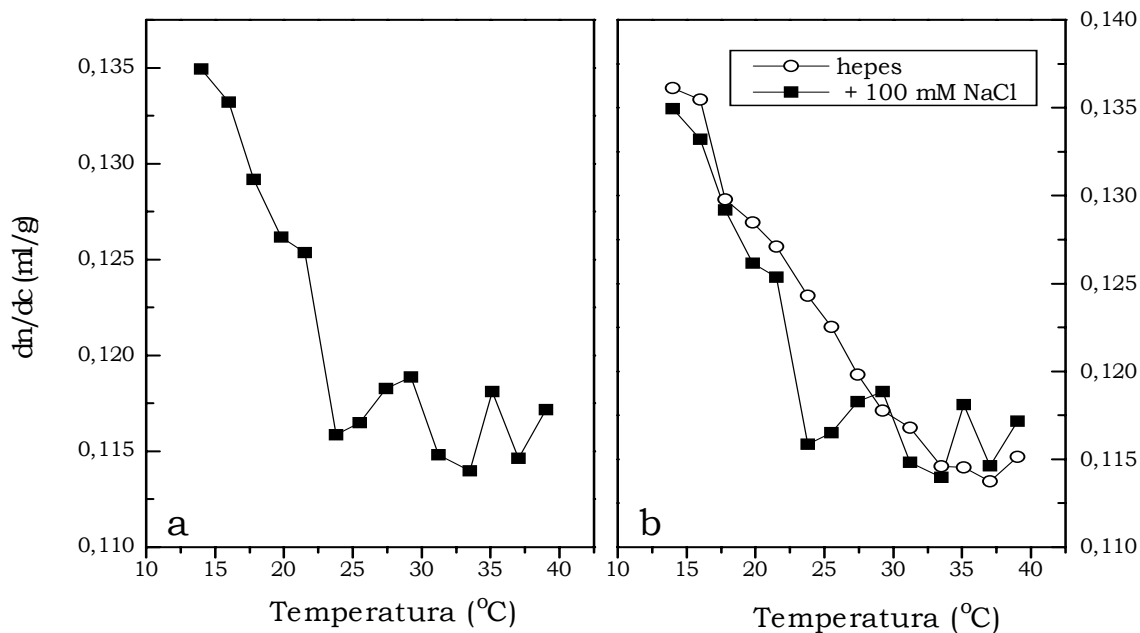 dn/dc (ml/g)
0,135
0,130
0,125
0,120
0,115
0,110
a
10 15 20 25 30 35 40
Temperatura (°C)
hepes
+ 100 mM NaCl
b
0,140
0,135
0,130
0,125
0,120
0,115
0,110
10 15 20 25 30 35 40
Temperatura (°C)